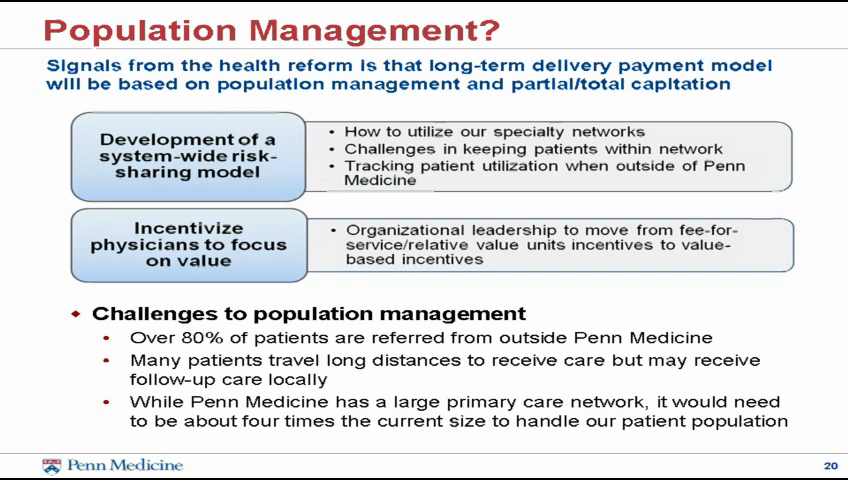 Population Management?
Signals from the health reform is that long-term delivery payment model
will be based on population management and partial/total capitation
Development of a
system-wide risk-
sharing model
• How to utilize our specialty networks
• Challenges in keeping patients within network
• Tracking patient utilization when outside of Penn
Medicine
Incentivize
physicians to focus
on value
• Organizational leadership to move from fee-for-
service/relative value units incentives to value-
based incentives
Challenges to population management
• Over 80% of patients are referred from outside Penn Medicine
• Many patients travel long distances to receive care but may receive
follow-up care locally
• While Penn Medicine has a large primary care network, it would need
to be about four times the current size to handle our patient population
Penn Medicine
20